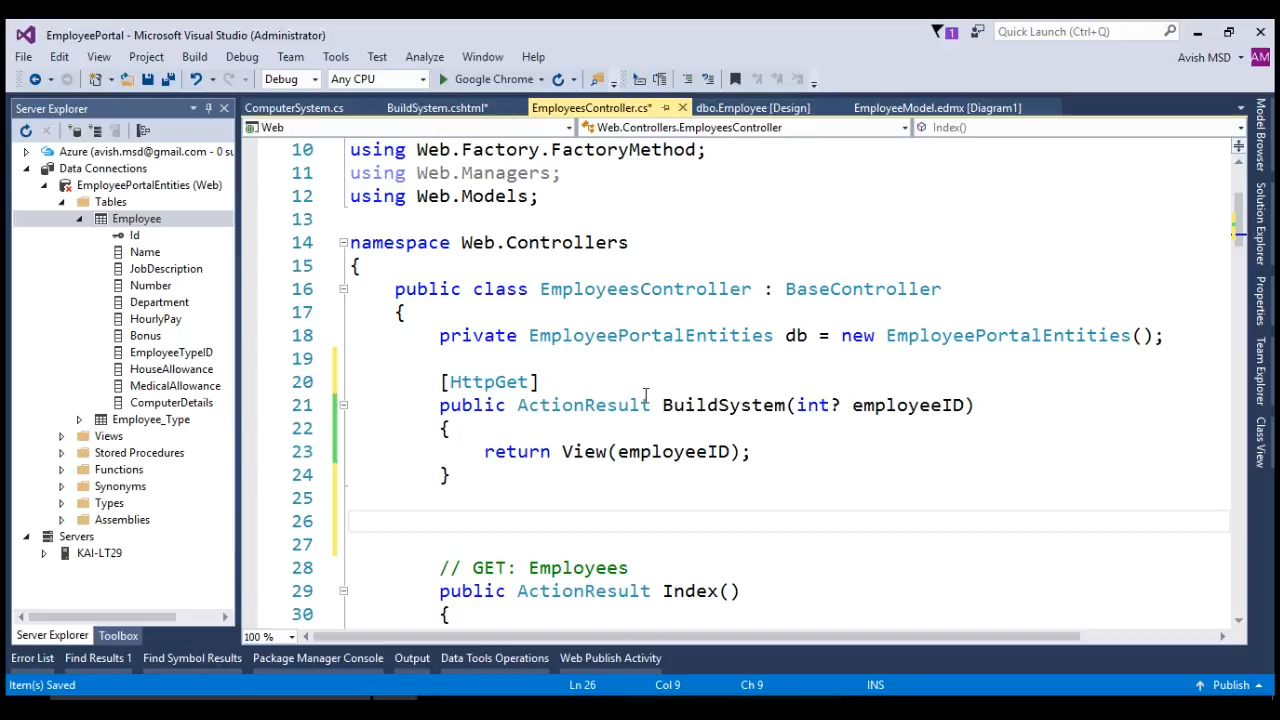 EmployeePortal - Microsoft Visual Studio (Administrator)
1
Quick Launch (Ctrl+Q)
File Edit View Project Build Debug Team Tools Test Analyze Window Help
Avish MSD
AM
Debug Any CPU Google Chrome
Server Explorer
ComputerSystem.cs BuildSystem.cshtml* EmployeesController.cs* dbo.Employee [Design] EmployeeModel.edmx [Diagram1]
Web Web.Controllers.EmployeesController Index()
Azure (avish.msd@gmail.com - 0 su
Data Connections
EmployeePortalEntities (Web)
Tables
Employee
Id
Name
JobDescription
Number
Department
HourlyPay
Bonus
EmployeeTypeID
HouseAllowance
MedicalAllowance
ComputerDetails
Employee_Type
Views
Stored Procedures
Functions
Synonyms
Types
Assemblies
Servers
KAI-LT29
Server Explorer Toolbox
10 using Web.Factory.FactoryMethod;
11 using Web.Managers;
12 using Web.Models;
13
14 namespace Web.Controllers
15 {
16 public class EmployeesController : BaseController
17 {
18 private EmployeePortalEntities db = new EmployeePortalEntities();
19
20 [HttpGet]
21 public ActionResult BuildSystem(int? employeeID)
22 {
23 return View(employeeID);
24 }
25
26
27
28 // GET: Employees
29 public ActionResult Index()
30 {
100 %
Model Browser
Solution Explorer
Properties
Team Explorer
Class View
Error List Find Results 1 Find Symbol Results Package Manager Console Output Data Tools Operations Web Publish Activity
Item(s) Saved Ln 26 Col 9 Ch 9 INS Publish